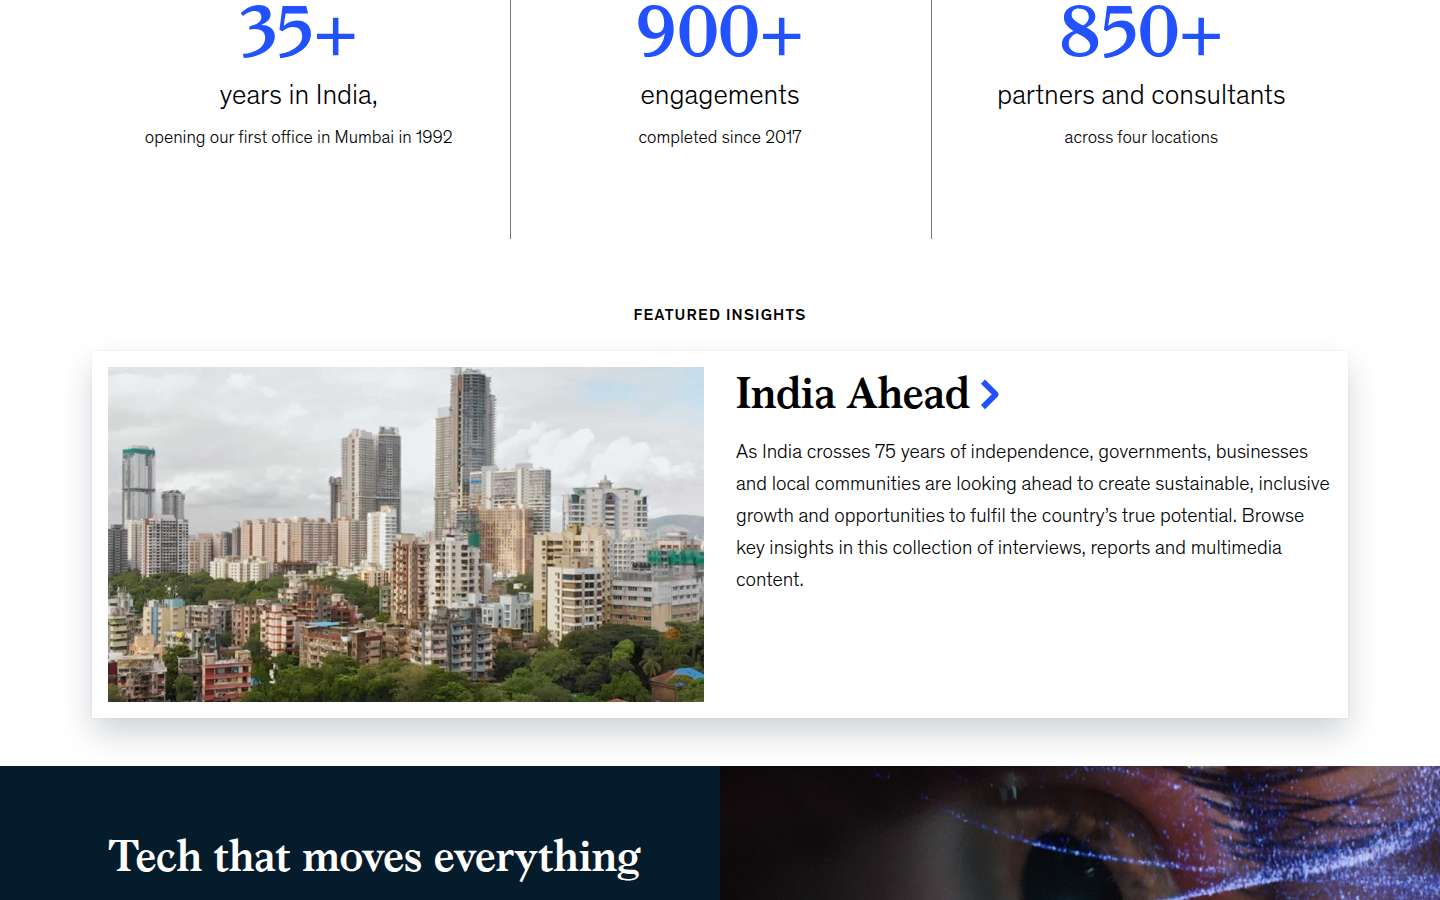 35+
years in India,
opening our first office in Mumbai in 1992
900+
engagements
completed since 2017
850+
partners and consultants
across four locations
FEATURED INSIGHTS
India Ahead
As India crosses 75 years of independence, governments, businesses
and local communities are looking ahead to create sustainable, inclusive
growth and opportunities to fulfil the country’s true potential. Browse
key insights in this collection of interviews, reports and multimedia
content.
Tech that moves everything